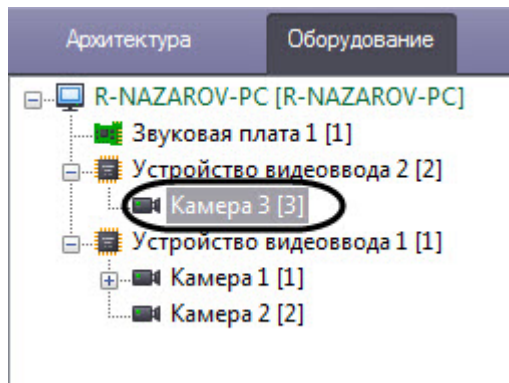 Архитектура Оборудование
R-NAZAROV-PC [R-NAZAROV-PC]
Звуковая плата 1 [1]
Устройство видеоввода 2 [2]
Камера 3 [3]
Устройство видеоввода 1 [1]
Камера 1 [1]
Камера 2 [2]